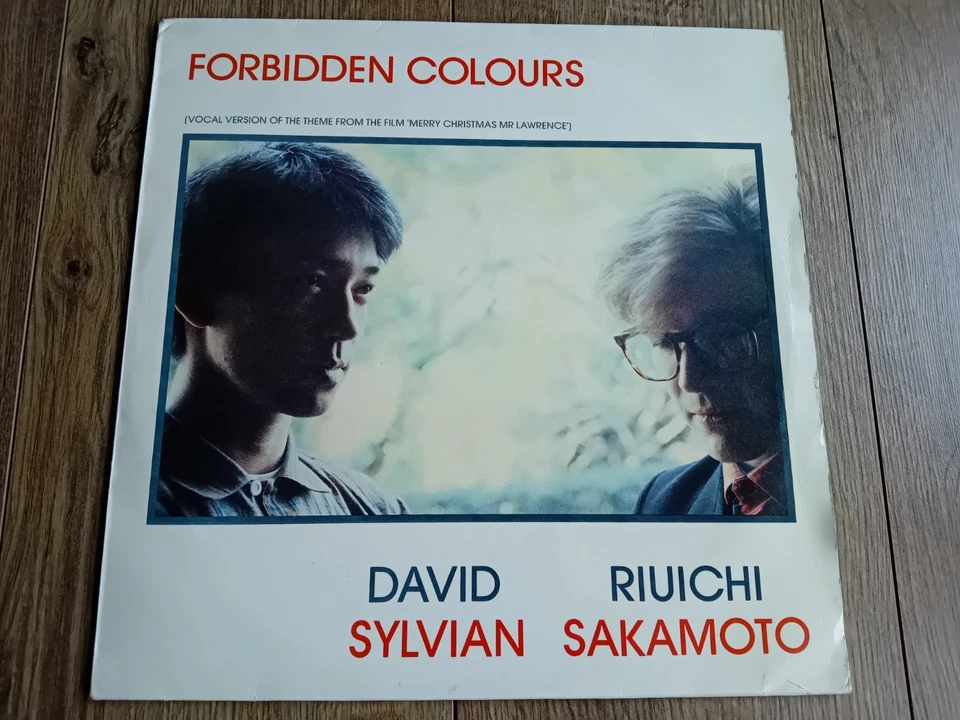 FORBIDDEN COLOURS
(VOCAL VERSION OF THE THEME FROM THE FILM 'MERRY CHRISTMAS MR LAWRENCE')
DAVID RIUICHI
SYLVIAN SAKAMOTO